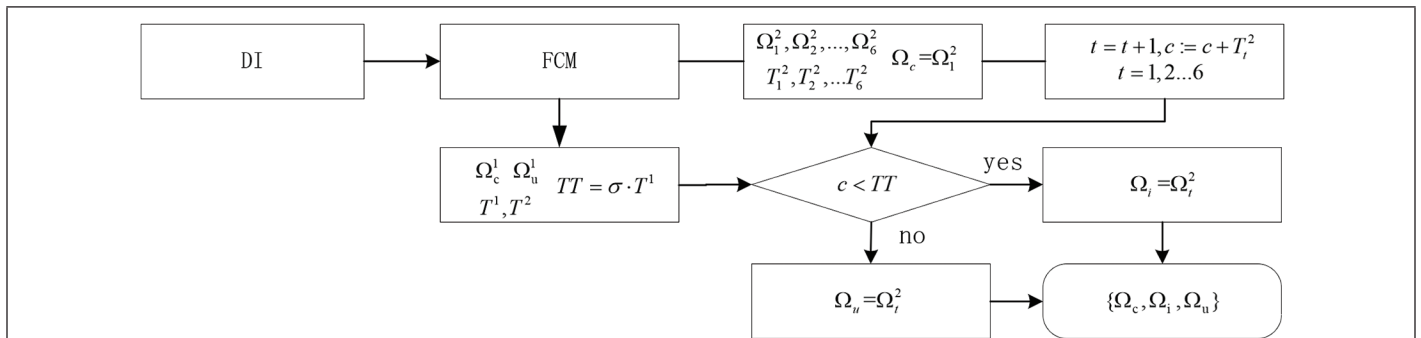 DI
FCM
Ω₁²,Ω₂²,...,Ω₆² Ω_c=Ω₁²
T₁²,T₂²,...T₆²
t=t+1,c:=c+T_t²
t=1,2...6
Ω_c¹ Ω_u¹ TT=σ·T¹
T¹,T²
c<TT
yes
Ω_i=Ω_t²
no
Ω_u=Ω_t²
{Ω_c,Ω_i,Ω_u}